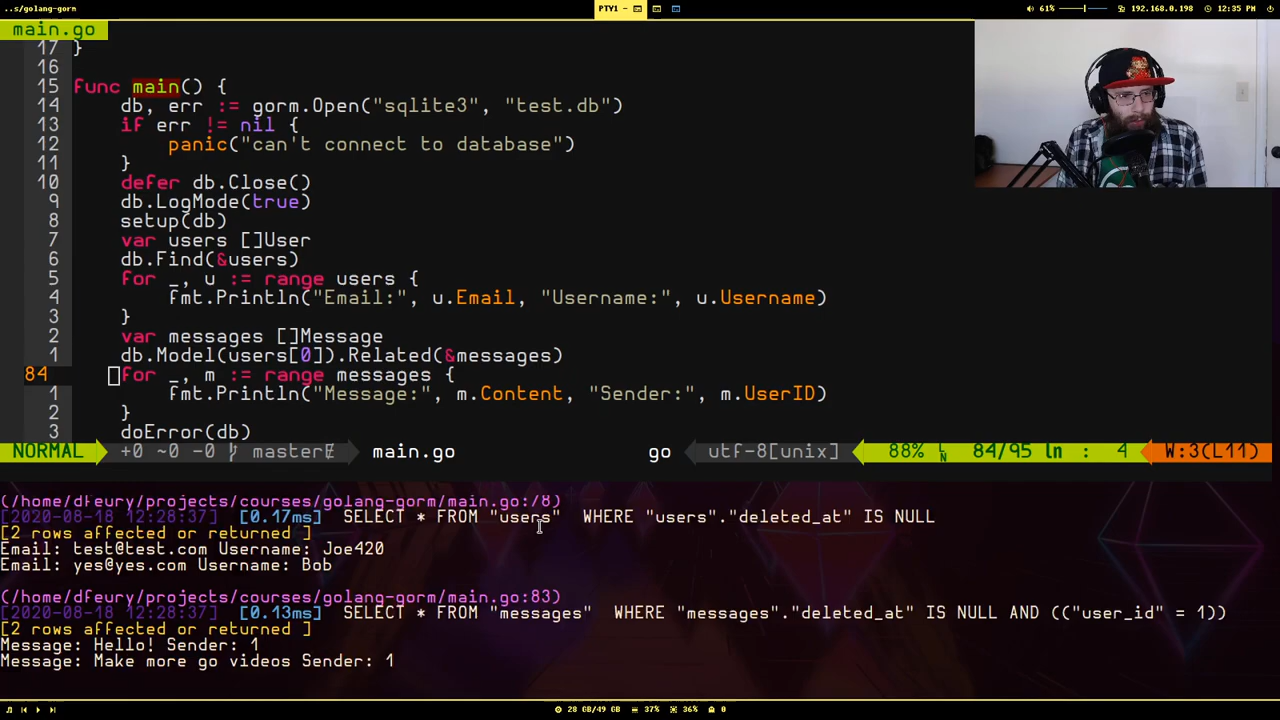 ..s/golang-gorm PTY1 - 61% 192.168.0.198 12:35 PM
main.go
17 }
16
15 func main() {
14 db, err := gorm.Open("sqlite3", "test.db")
13 if err != nil {
12 panic("can't connect to database")
11 }
10 defer db.Close()
9 db.LogMode(true)
8 setup(db)
7 var users []User
6 db.Find(&users)
5 for _, u := range users {
4 fmt.Println("Email:", u.Email, "Username:", u.Username)
3 }
2 var messages []Message
1 db.Model(users[0]).Related(&messages)
84 for _, m := range messages {
1 fmt.Println("Message:", m.Content, "Sender:", m.UserID)
2 }
3 doError(db)
NORMAL +0 ~0 -0 master main.go go utf-8[unix] 88% 84/95 ln : 4 W:3(L11)
(/home/dfeury/projects/courses/golang-gorm/main.go:78)
[2020-08-18 12:28:37] [0.17ms] SELECT * FROM "users" WHERE "users"."deleted_at" IS NULL
[2 rows affected or returned ]
Email: test@test.com Username: Joe420
Email: yes@yes.com Username: Bob
(/home/dfeury/projects/courses/golang-gorm/main.go:83)
[2020-08-18 12:28:37] [0.13ms] SELECT * FROM "messages" WHERE "messages"."deleted_at" IS NULL AND (("user_id" = 1))
[2 rows affected or returned ]
Message: Hello! Sender: 1
Message: Make more go videos Sender: 1
28 GB/49 GB 37% 36% 0